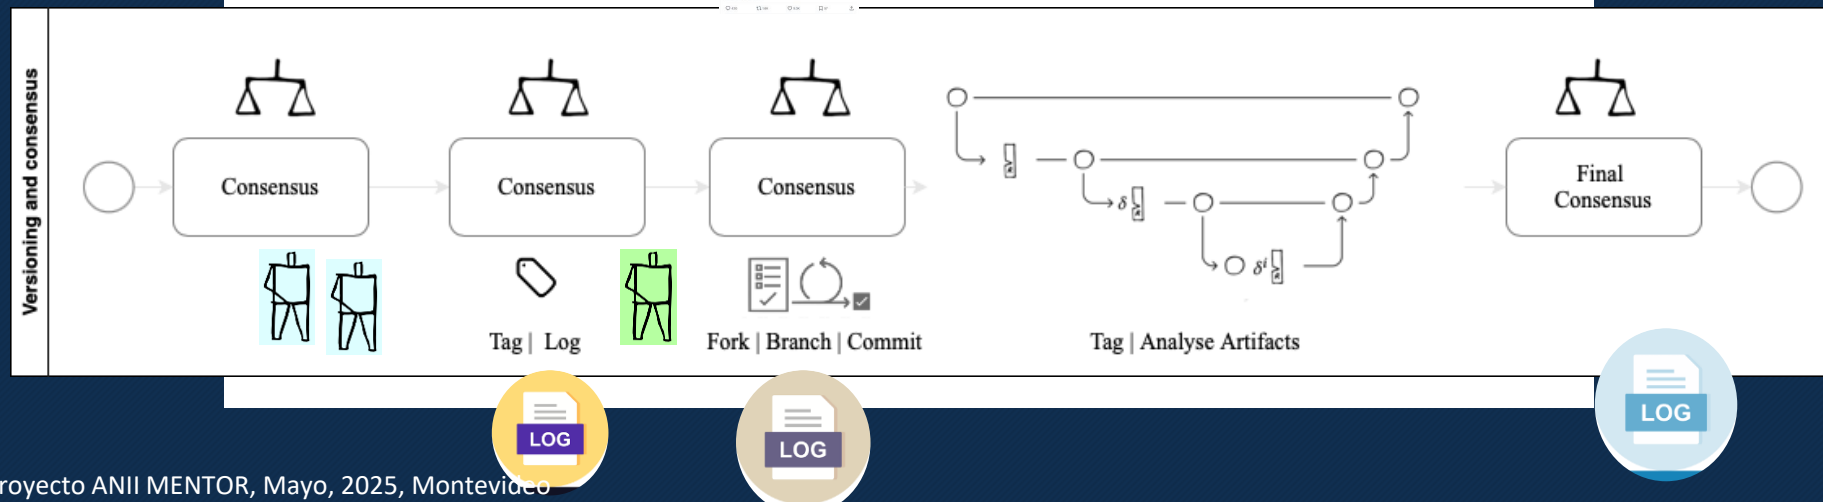 Versioning and consensus
Consensus
Consensus
Consensus
Final
Consensus
δ
δⁱ
Tag | Log
Fork | Branch | Commit
Tag | Analyse Artifacts
LOG
LOG
LOG
royecto ANII MENTOR, Mayo, 2025, Montevideo